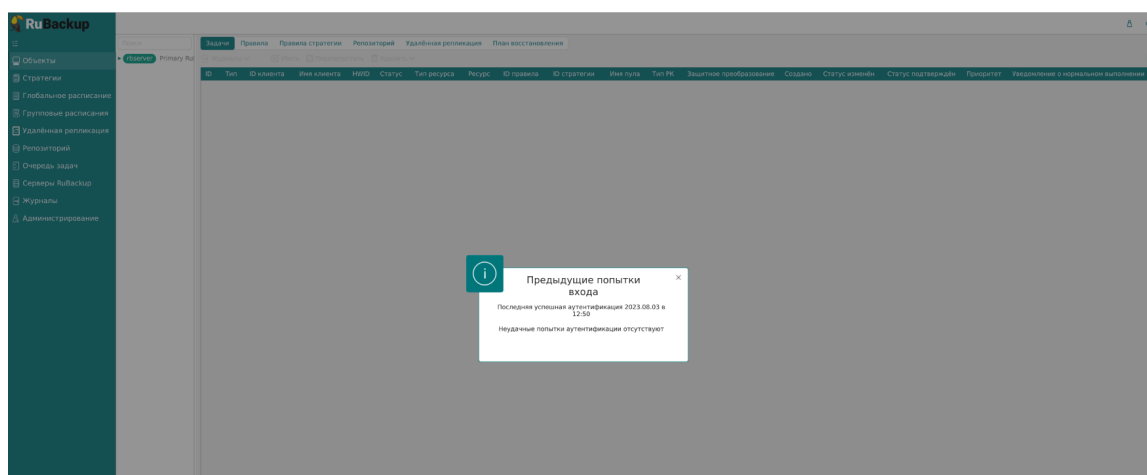 RuBackup
Поиск
Задачи Правила Правила стратегии Репозиторий Удалённая репликация План восстановления
Объекты
rbserver Primary Ru
ID Тип ID клиента Имя клиента HWID Статус Тип ресурса Ресурс ID правила ID стратегии Имя пула Тип РК Защитное преобразование Создано Статус изменён Статус подтверждён Приоритет Уведомление о нормальном выполнении
Стратегии
Глобальное расписание
Групповые расписания
Удалённая репликация
Репозиторий
Очередь задач
Серверы RuBackup
Журналы
Администрирование
Предыдущие попытки
входа
Последняя успешная аутентификация 2023.08.03 в
12:50
Неудачные попытки аутентификации отсутствуют